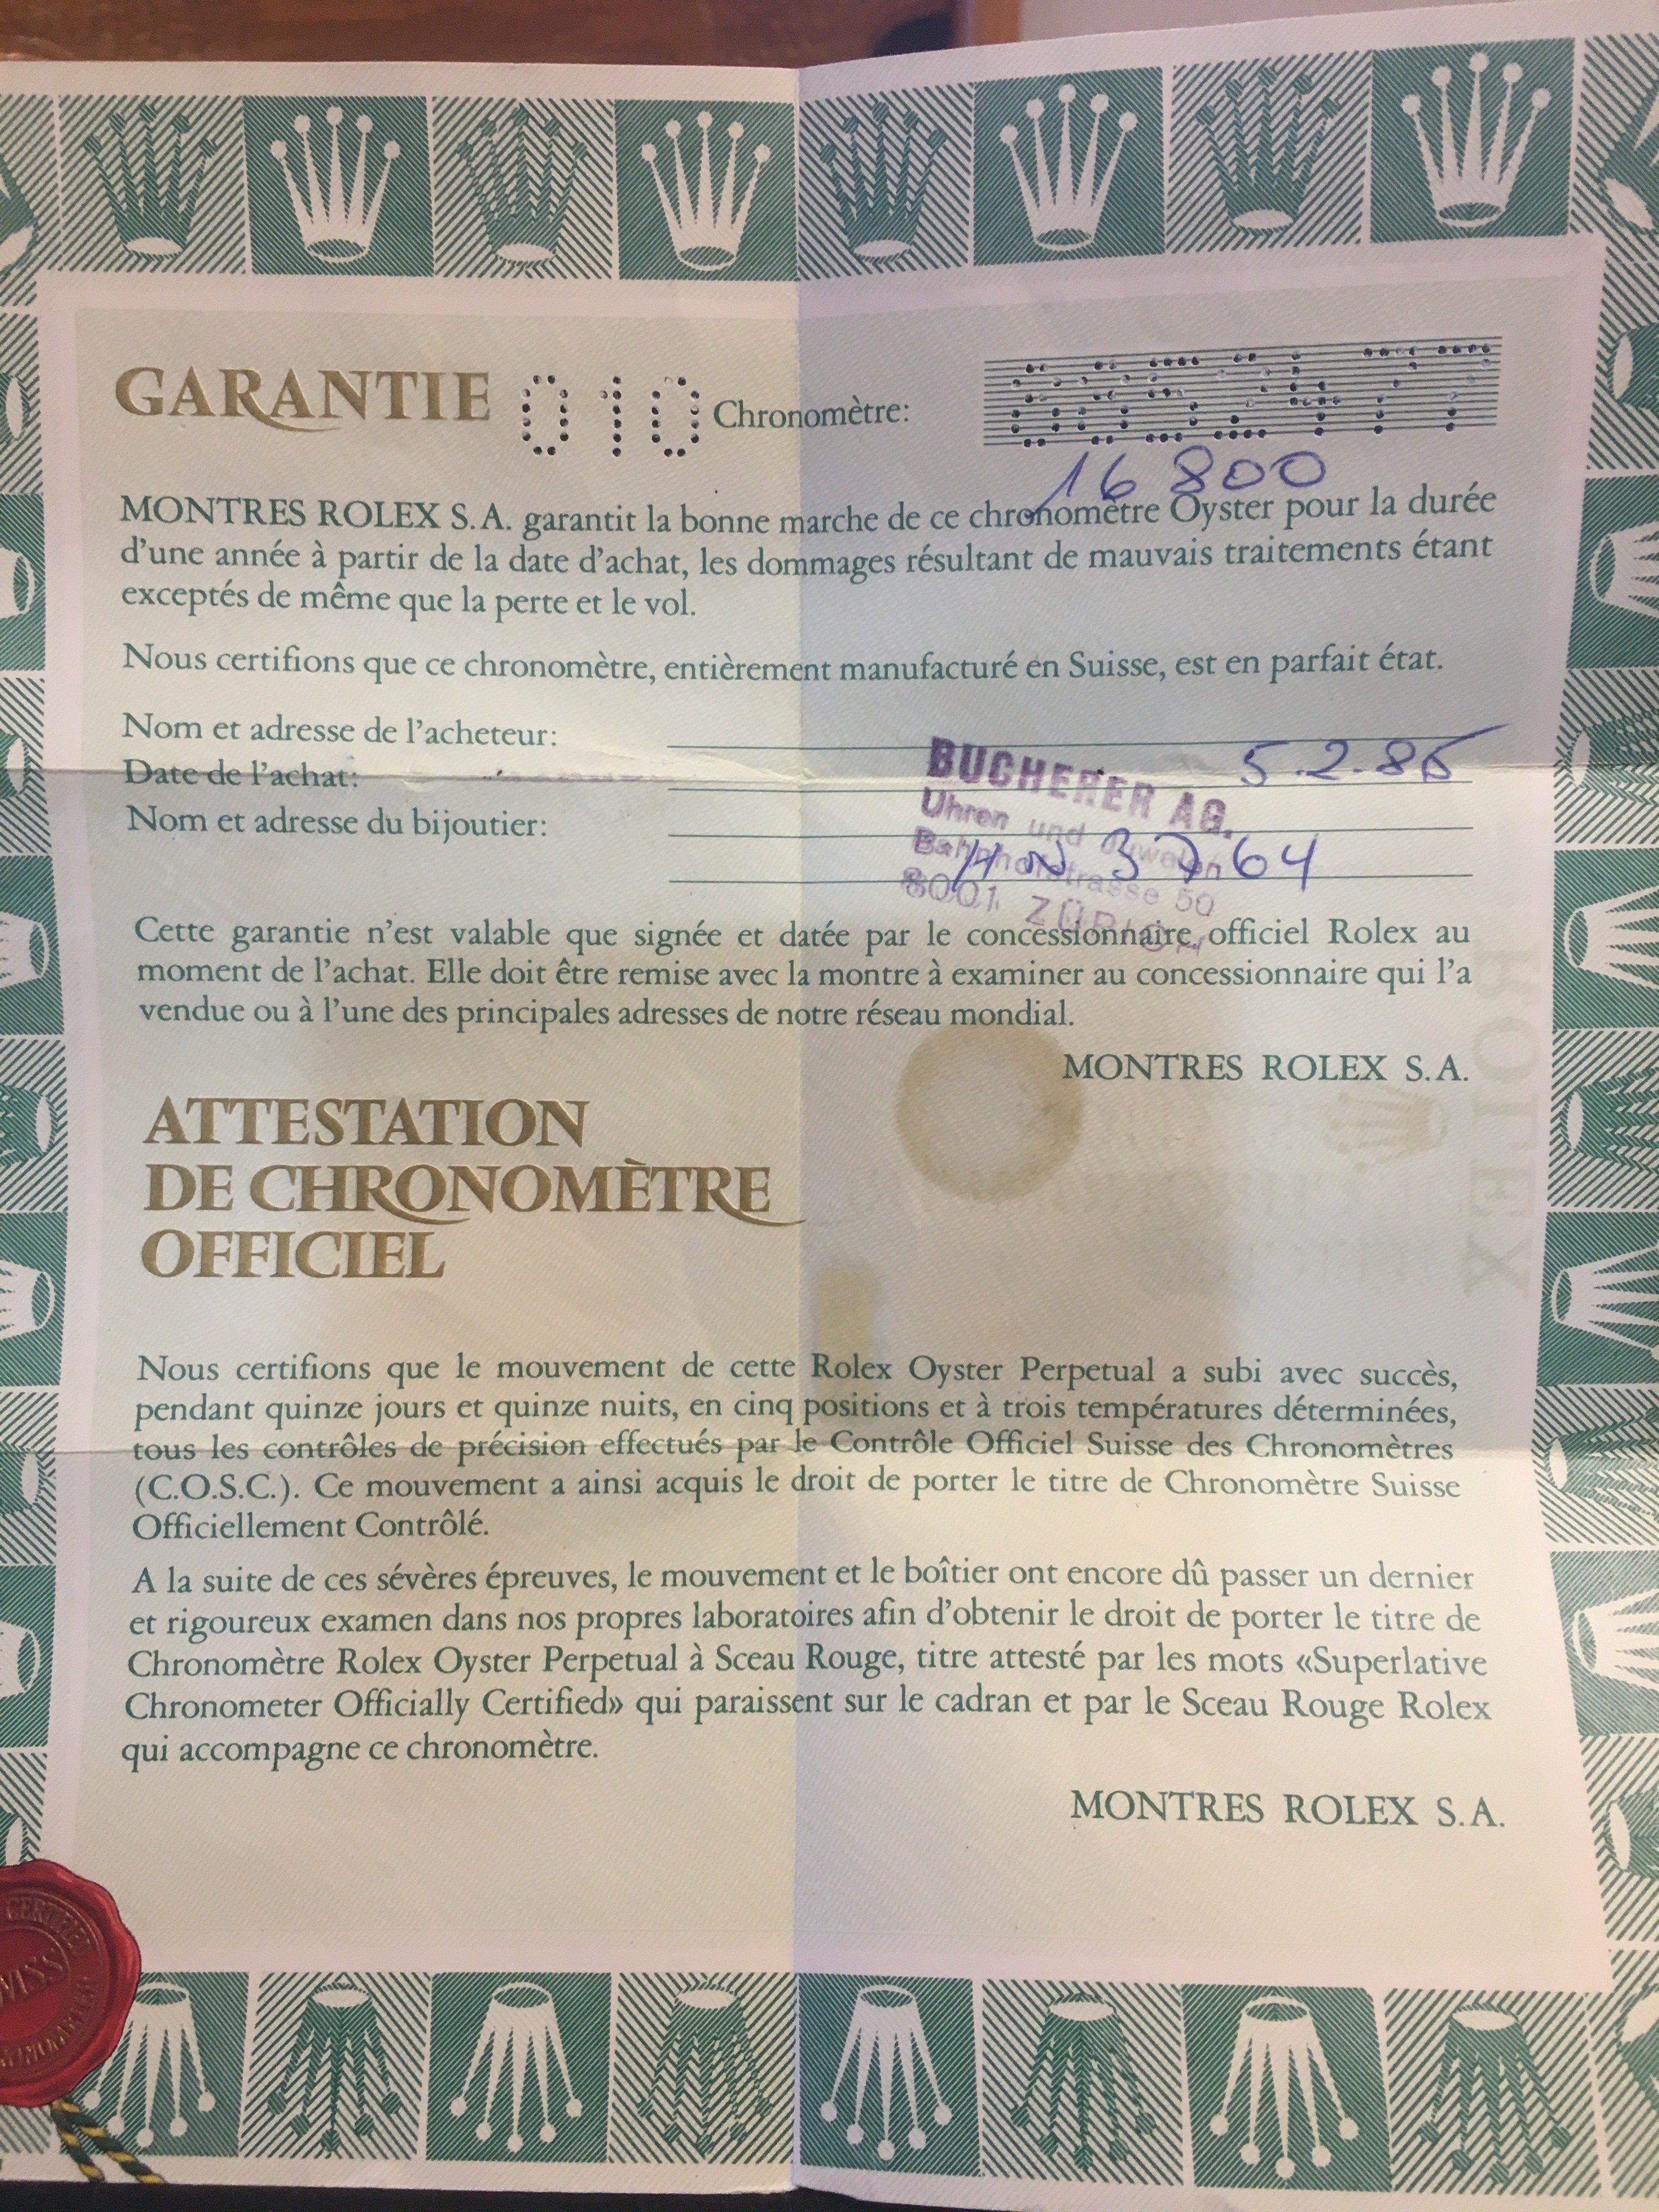 GARANTIE 010 Chronomètre:
16 800
MONTRES ROLEX S.A. garantit la bonne marche de ce chronomètre Oyster pour la durée
d'une année à partir de la date d'achat, les dommages résultant de mauvais traitements étant
exceptés de même que la perte et le vol.
Nous certifions que ce chronomètre, entièrement manufacturé en Suisse, est en parfait état.
Nom et adresse de l'acheteur:
Date de l'achat:
Nom et adresse du bijoutier:
BUCHERER AG.
Uhren und Juwelen
Bahnhofstrasse 50
8001 ZÜRICH
3764
Cette garantie n'est valable que signée et datée par le concessionnaire officiel Rolex au
moment de l'achat. Elle doit être remise avec la montre à examiner au concessionnaire qui l'a
vendue ou à l'une des principales adresses de notre réseau mondial.
MONTRES ROLEX S.A.
ATTESTATION
DE CHRONOMÈTRE
OFFICIEL
Nous certifions que le mouvement de cette Rolex Oyster Perpetual a subi avec succès,
pendant quinze jours et quinze nuits, en cinq positions et à trois températures déterminées,
tous les contrôles de précision effectués par le Contrôle Officiel Suisse des Chronomètres
(C.O.S.C.). Ce mouvement a ainsi acquis le droit de porter le titre de Chronomètre Suisse
Officiellement Contrôlé.
A la suite de ces sévères épreuves, le mouvement et le boîtier ont encore dû passer un dernier
et rigoureux examen dans nos propres laboratoires afin d'obtenir le droit de porter le titre de
Chronomètre Rolex Oyster Perpetual à Sceau Rouge, titre attesté par les mots «Superlative
Chronometer Officially Certified» qui paraissent sur le cadran et par le Sceau Rouge Rolex
qui accompagne ce chronomètre.
MONTRES ROLEX S.A.
CERTIFIED